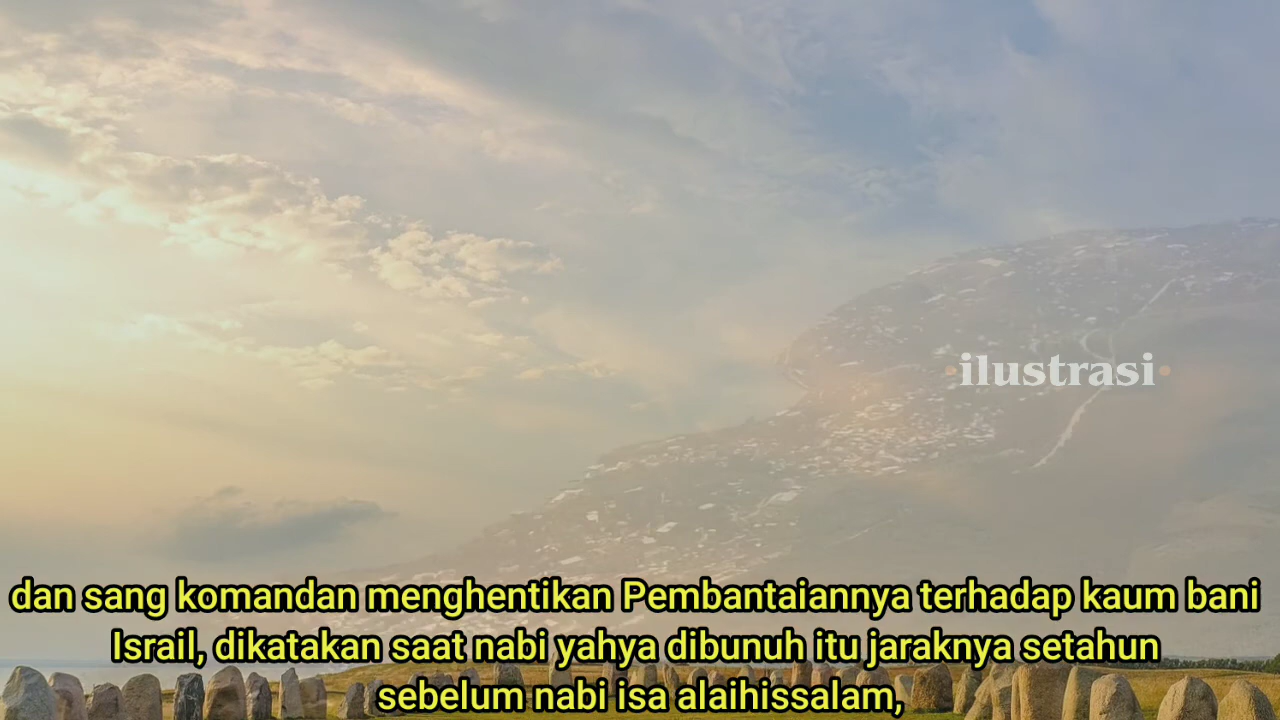 •ilustrasi•
dan sang komandan menghentikan Pembantaiannya terhadap kaum bani
Israil, dikatakan saat nabi yahya dibunuh itu jaraknya setahun
sebelum nabi isa alaihissalam,